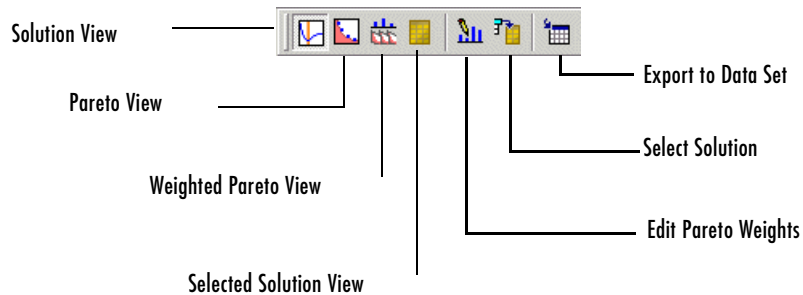 Solution View
Pareto View
Weighted Pareto View
Selected Solution View
Export to Data Set
Select Solution
Edit Pareto Weights